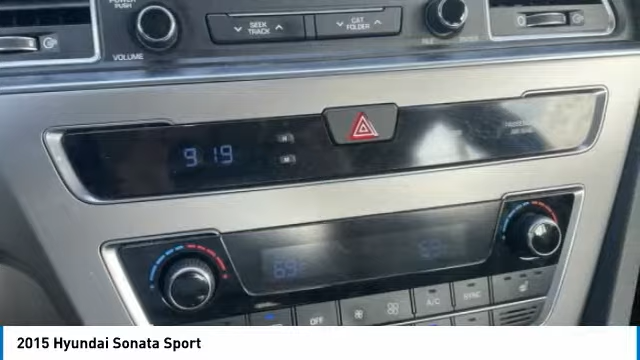 POWER
PUSH
VOLUME
SEEK
TRACK
CAT
FOLDER
9:19
H
M
69
OFF
A/C
SYNC
2015 Hyundai Sonata Sport